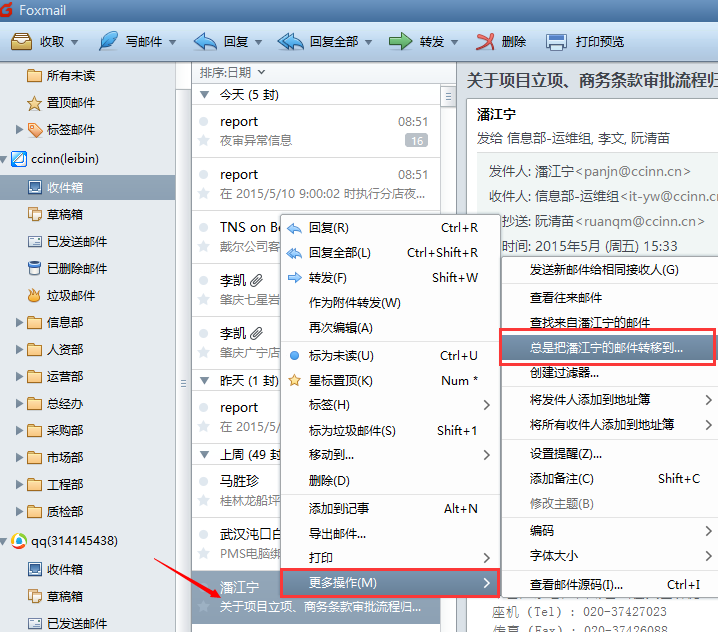 Foxmail
收取
写邮件
回复
回复全部
转发
删除
打印预览
所有未读
置顶邮件
标签邮件
ccinn(leibin)
收件箱
草稿箱
已发送邮件
已删除邮件
垃圾邮件
信息部
人资部
运营部
总经办
采购部
市场部
工程部
质检部
qq(314145438)
收件箱
草稿箱
已发送邮件
排序:日期
今天 (5 封)
report 08:51
夜审异常信息 16
report 08:51
在 2015/5/10 9:00:02 时执行分店夜...
TNS on Be
戴尔公司客
李凯
肇庆七星岩
李凯
肇庆广宁店
昨天 (1 封)
report
在 2015/5/
上周 (49 封
马胜珍
桂林龙船坪
武汉沌口白
PMS电脑绑
潘江宁
关于项目立项、商务条款审批流程归...
回复(R) Ctrl+R
回复全部(L) Ctrl+Shift+R
转发(F) Shift+W
作为附件转发(W)
再次编辑(A)
标为未读(U) Ctrl+U
星标置顶(K) Num *
标签(H)
标为垃圾邮件(S) Shift+1
移动到...
删除(D)
添加到记事 Alt+N
导出邮件...
打印
更多操作(M)
关于项目立项、商务条款审批流程归
潘江宁
发给 信息部-运维组, 李文, 阮清苗
发件人: 潘江宁<panjn@ccinn.cn>
收件人: 信息部-运维组<it-yw@ccinn.c
抄送: 阮清苗<ruanqm@ccinn.cn>
时间: 2015年5月 (周五) 15:33
发送新邮件给相同接收人(G)
查看往来邮件
查找来自潘江宁的邮件
总是把潘江宁的邮件转移到...
创建过滤器...
将发件人添加到地址簿
将所有收件人添加到地址簿
设置提醒(Z)...
添加备注(C) Shift+C
修改主题(B)
编码
字体大小
查看邮件源码(I)... Ctrl+I
座机 (Tel) : 020-37427023
传真 (Fax) : 020-